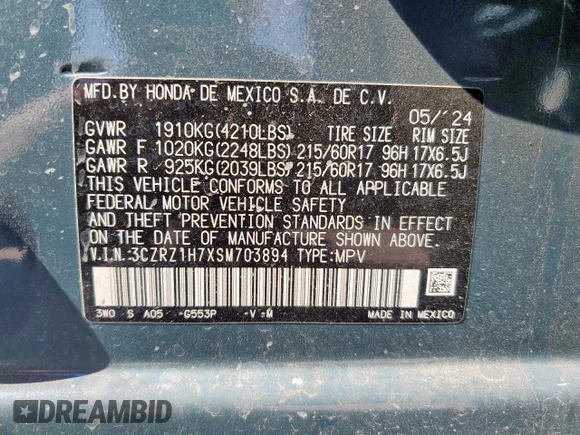 MFD.BY HONDA DE MEXICO S.A. DE C.V.
05/'24
GVWR 1910KG(4210LBS) TIRE SIZE RIM SIZE
GAWR F 1020KG(2248LBS) 215/60R17 96H 17X6.5J
GAWR R 925KG(2039LBS) 215/60R17 96H 17X6.5J
THIS VEHICLE CONFORMS TO ALL APPLICABLE
FEDERAL MOTOR VEHICLE SAFETY
AND THEFT PREVENTION STANDARDS IN EFFECT
ON THE DATE OF MANUFACTURE SHOWN ABOVE.
V.I.N.:3CZRZ1H7XSM703894 TYPE:MPV
3W0 S A05 -G553P -V -M MADE IN MEXICO
DREAMBID